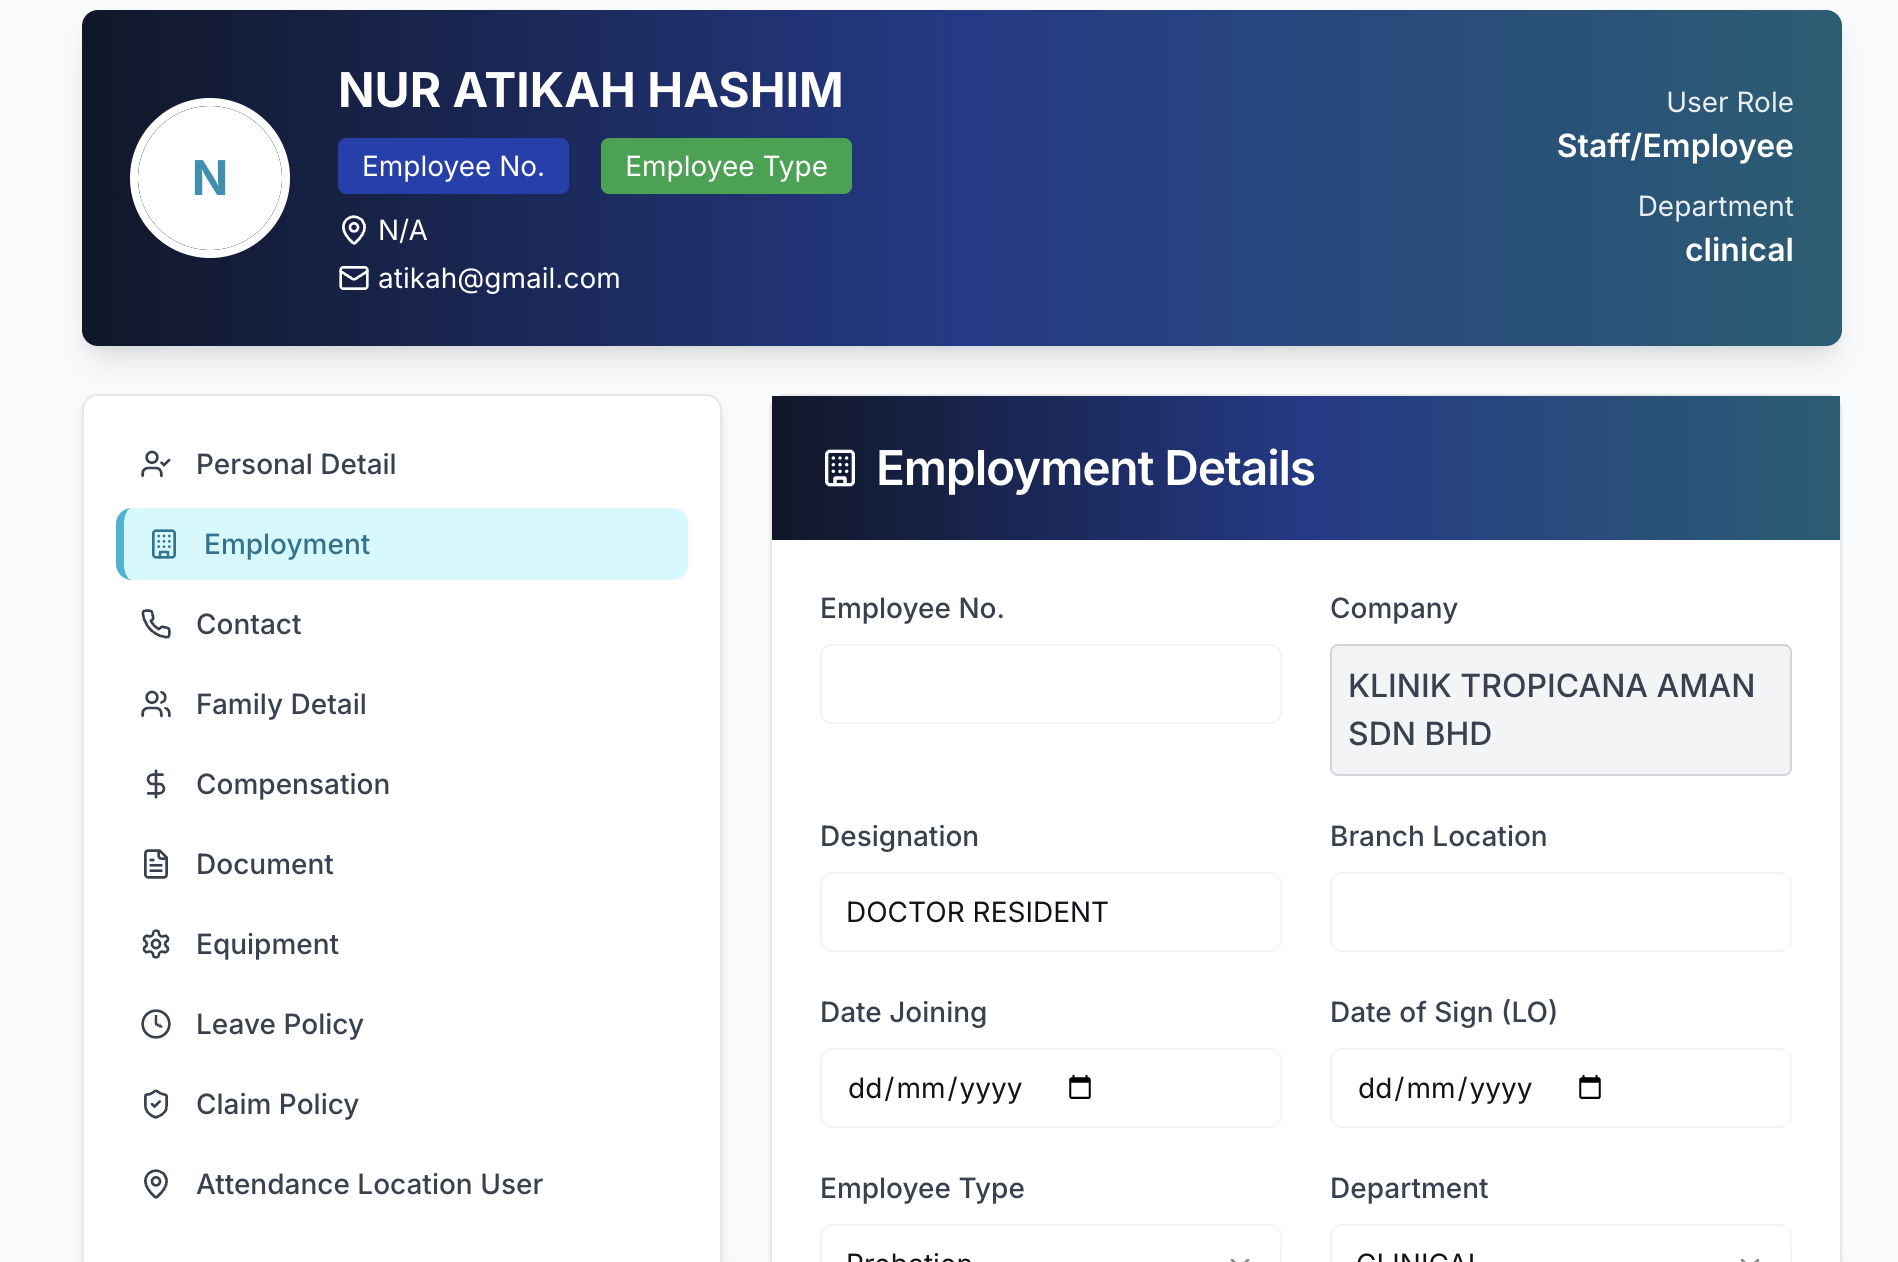 NUR ATIKAH HASHIM
N
Employee No.
Employee Type
N/A
atikah@gmail.com
User Role
Staff/Employee
Department
clinical
Personal Detail
Employment
Contact
Family Detail
Compensation
Document
Equipment
Leave Policy
Claim Policy
Attendance Location User
Employment Details
Employee No.
Company
KLINIK TROPICANA AMAN
SDN BHD
Designation
Branch Location
DOCTOR RESIDENT
Date Joining
Date of Sign (LO)
dd/mm/yyyy
dd/mm/yyyy
Employee Type
Department
Probation
CLINICAL